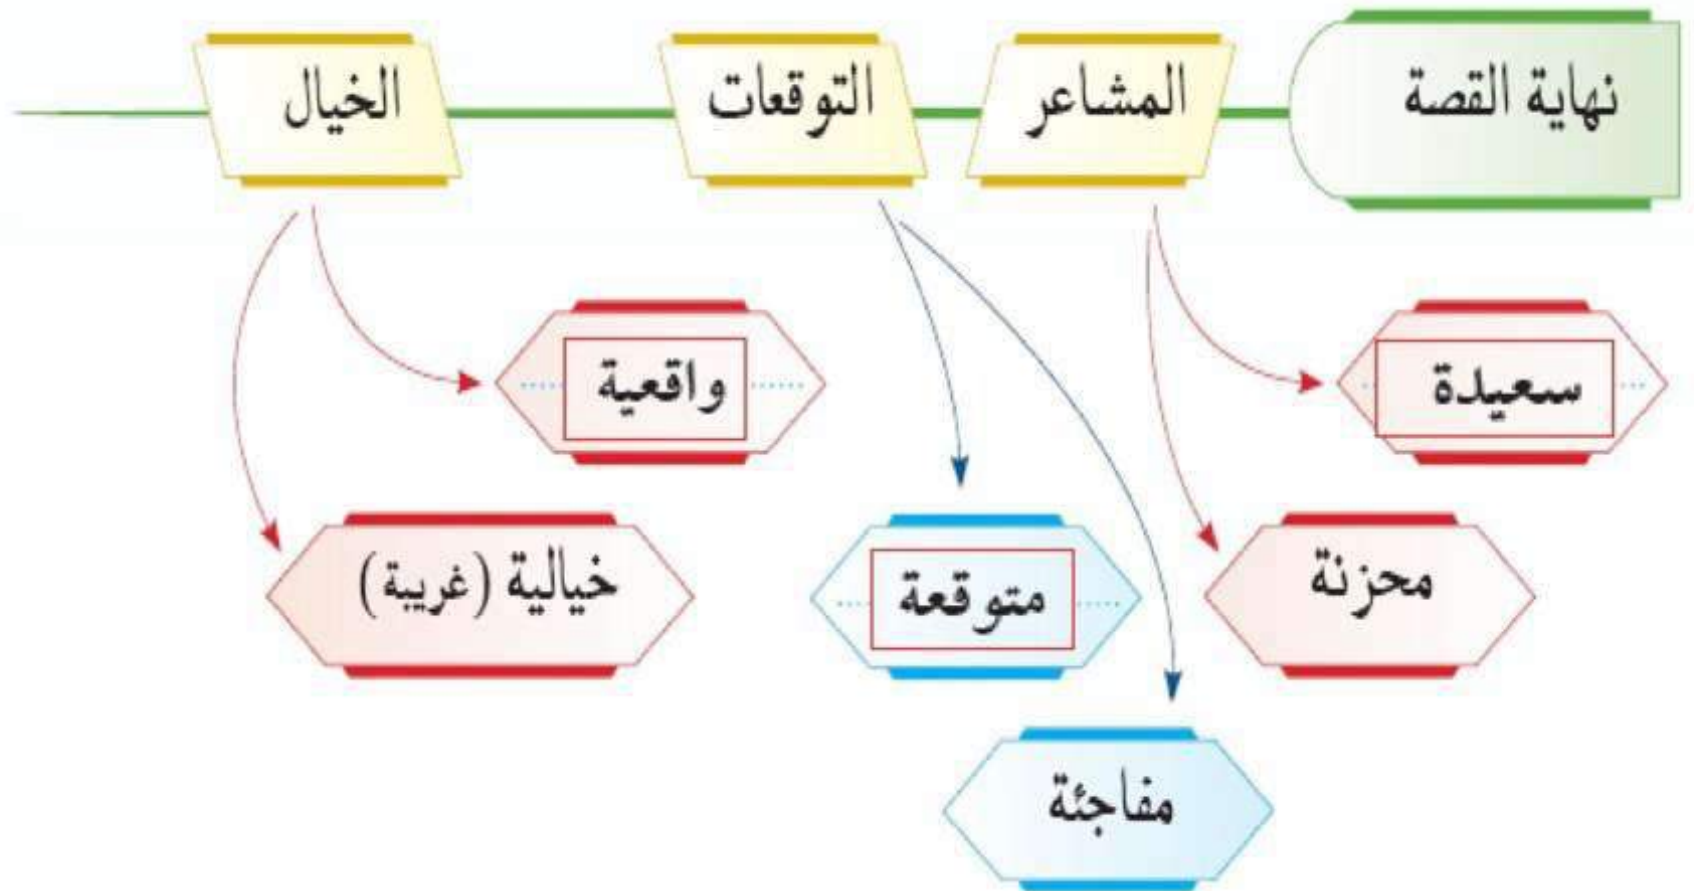 نهاية القصة
المشاعر
التوقعات
الخيال
سعيدة
واقعية
محزنة
متوقعة
خيالية (غريبة)
مفاجئة